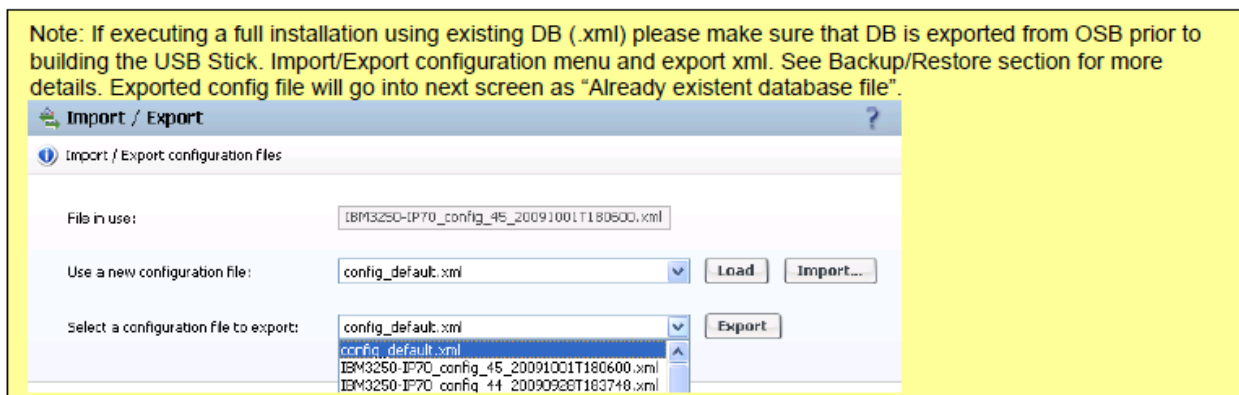 Note: If executing a full installation using existing DB (.xml) please make sure that DB is exported from OSB prior to
building the USB Stick. Import/Export configuration menu and export xml. See Backup/Restore section for more
details. Exported config file will go into next screen as “Already existent database file”.
Import / Export ?
Import / Export configuration files
File in use: IBM3250-IP70_config_45_20091001T180600.xml
Use a new configuration file: config_default.xml Load Import...
Select a configuration file to export: config_default.xml Export
config_default.xml
IBM3250-IP70_config_45_20091001T180600.xml
IBM3250-IP70_config_44_20090928T183748.xml